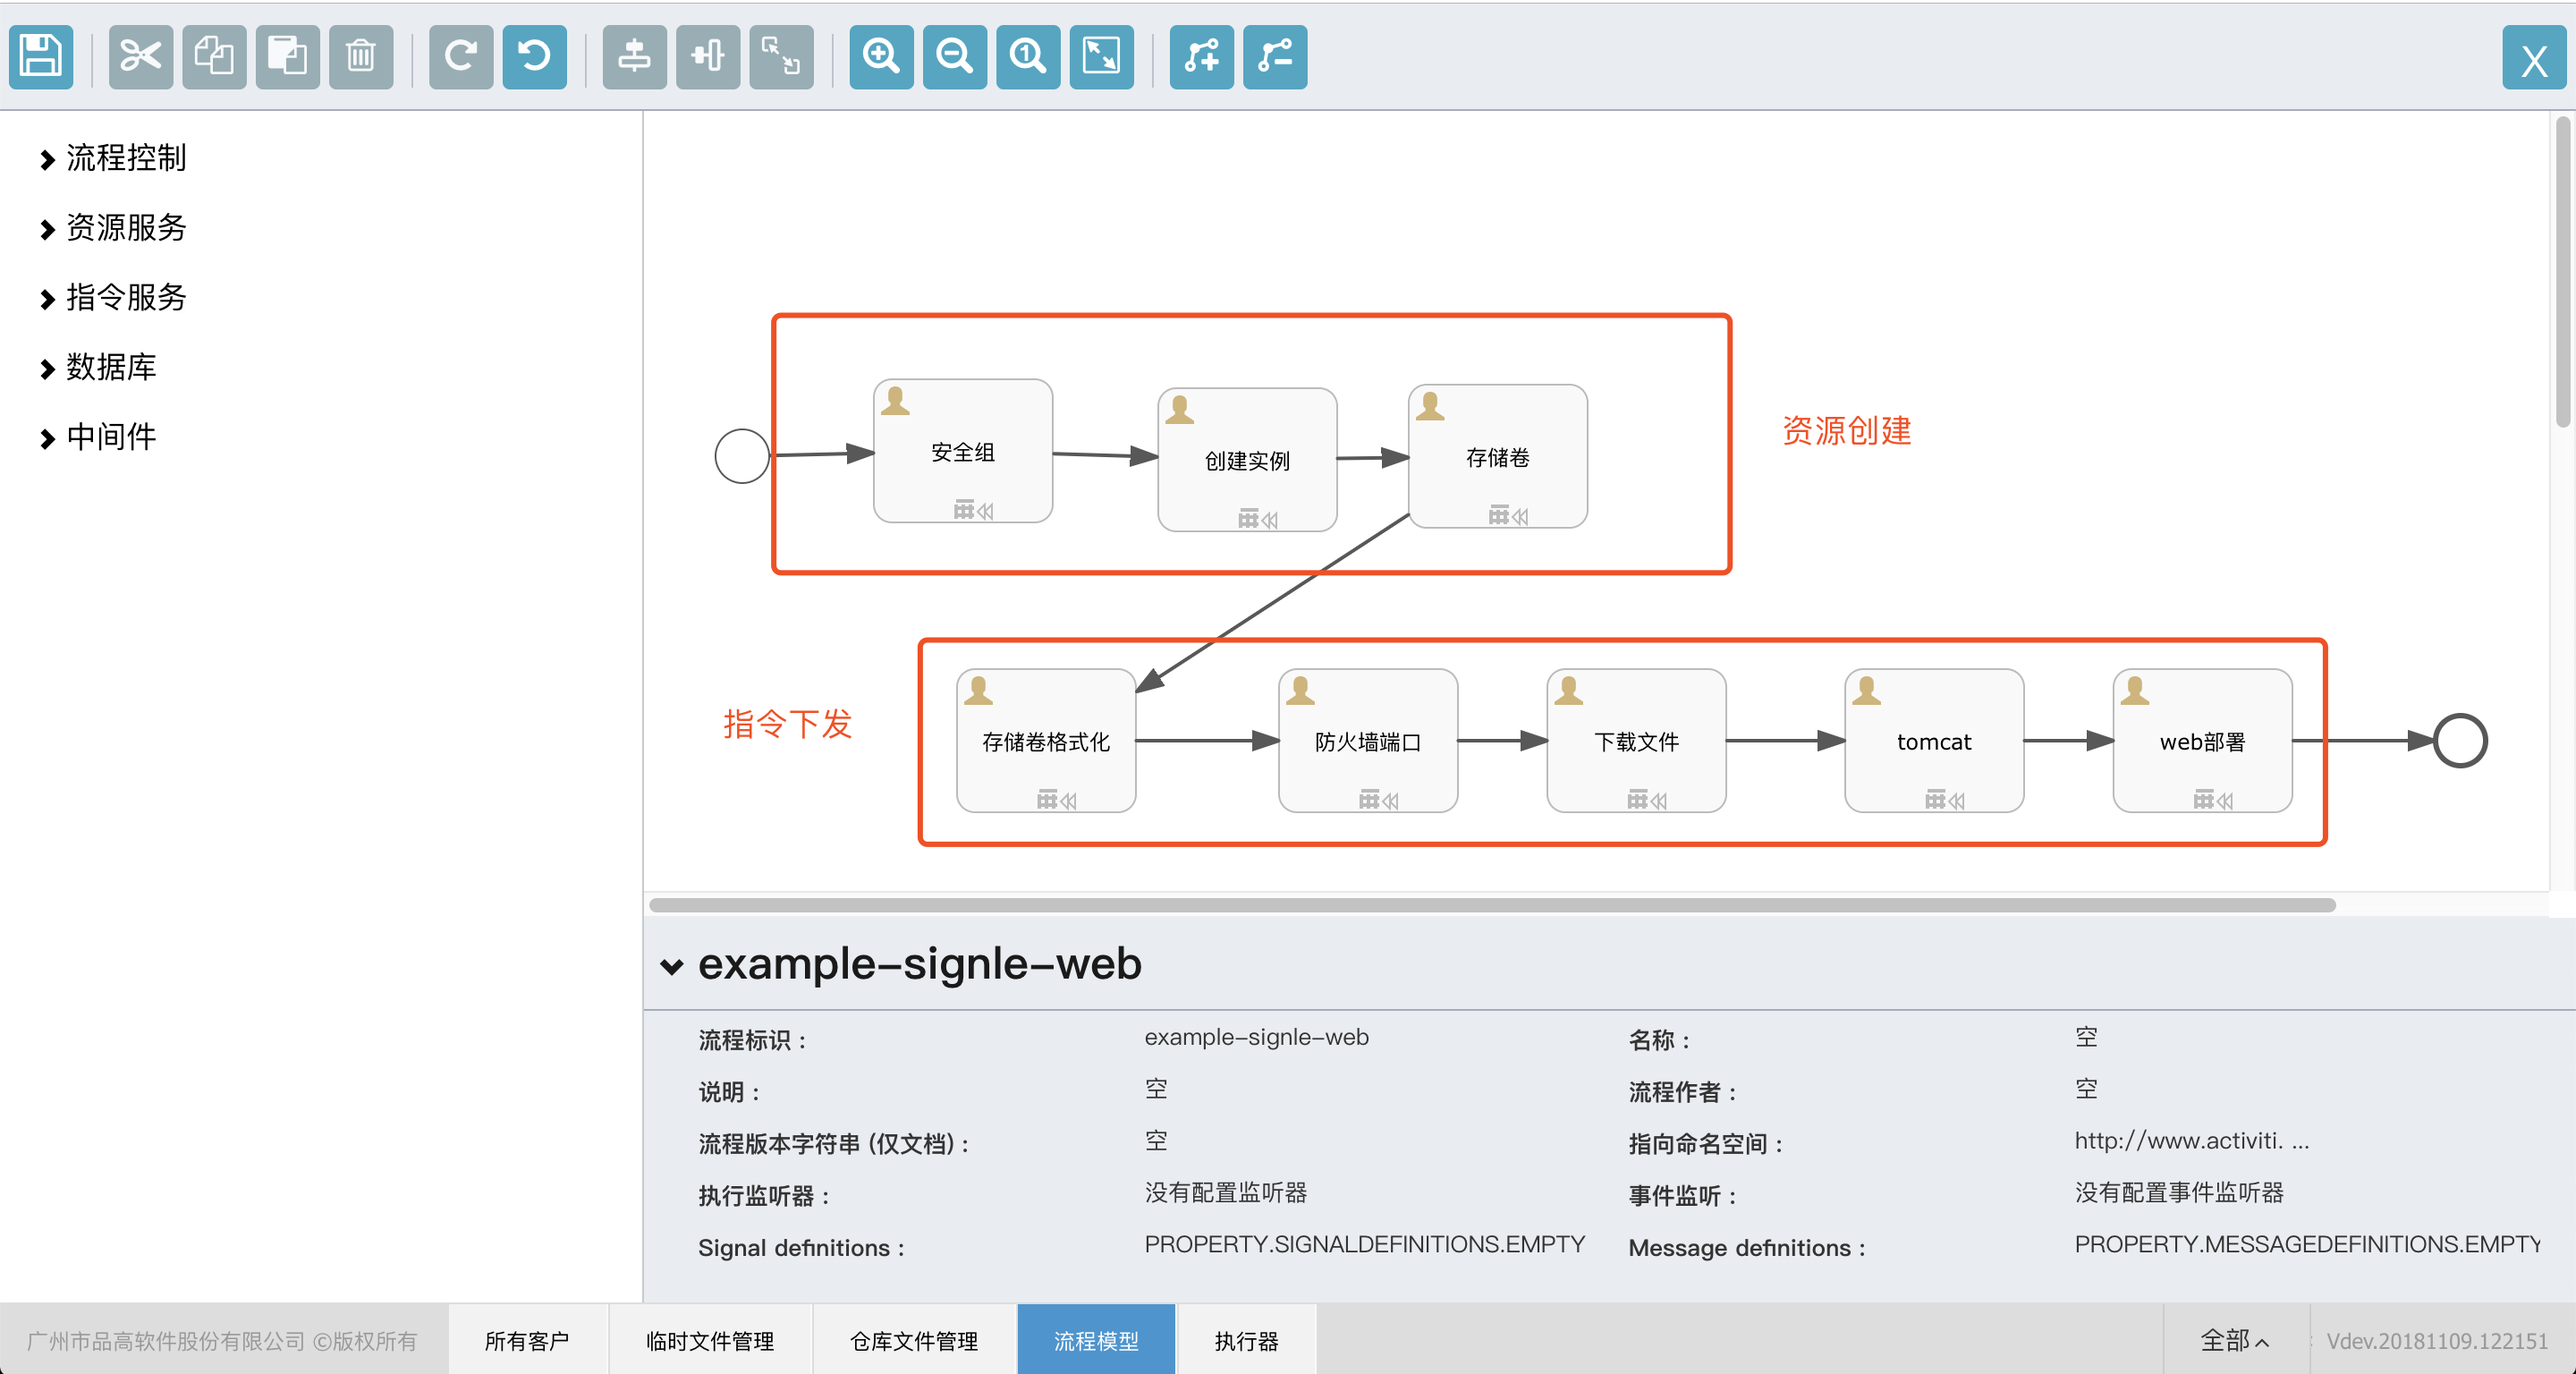 X
流程控制
资源服务
指令服务
数据库
中间件
安全组
创建实例
存储卷
资源创建
指令下发
存储卷格式化
防火墙端口
下载文件
tomcat
web部署
example-signle-web
流程标识 : example-signle-web 名称 : 空
说明 : 空 流程作者 : 空
流程版本字符串 (仅文档) : 空 指向命名空间 : http://www.activiti. ...
执行监听器 : 没有配置监听器 事件监听 : 没有配置事件监听器
Signal definitions : PROPERTY.SIGNALDEFINITIONS.EMPTY Message definitions : PROPERTY.MESSAGEDEFINITIONS.EMPTY
广州市品高软件股份有限公司 ©版权所有 所有客户 临时文件管理 仓库文件管理 流程模型 执行器 全部 Vdev.20181109.122151